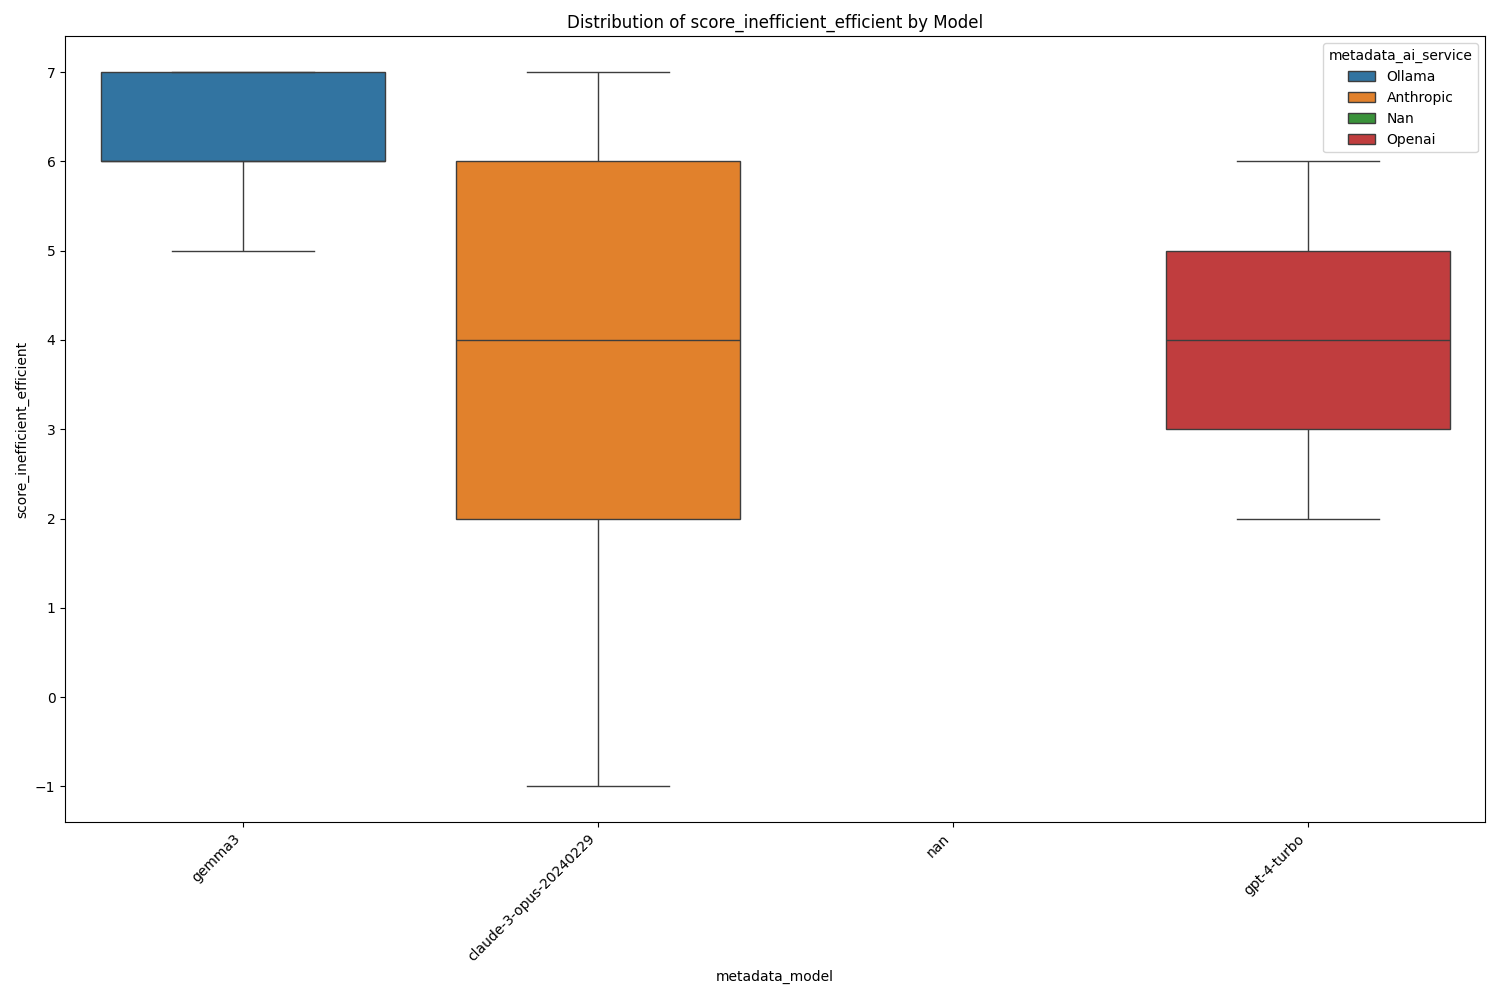 Distribution of score_inefficient_efficient by Model
metadata_ai_service
Ollama
Anthropic
Nan
Openai
score_inefficient_efficient
7
6
5
4
3
2
1
0
−1
gemma3
claude-3-opus-20240229
nan
gpt-4-turbo
metadata_model